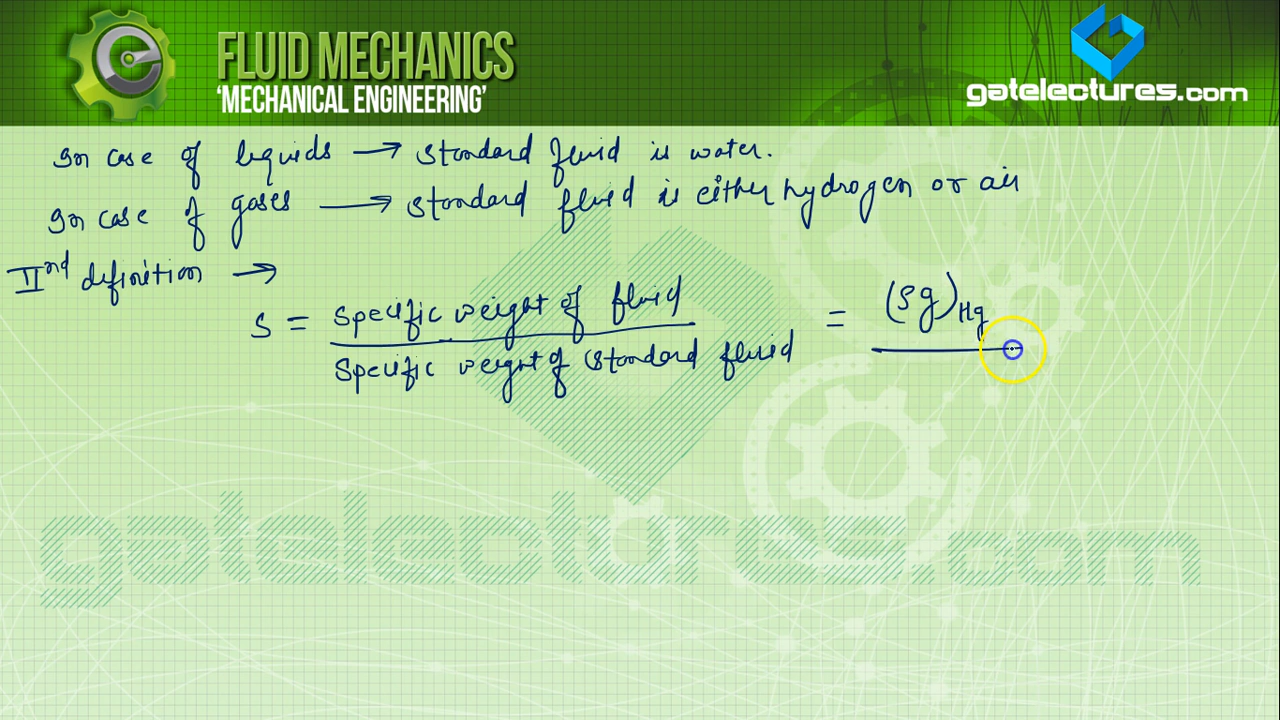 FLUID MECHANICS
'MECHANICAL ENGINEERING'
gatelectures.com
In case of liquids → standard fluid is water.
In case of gases → standard fluid is either hydrogen or air
IInd definition →
S = Specific weight of fluid / Specific weight of standard fluid = (ρg)Hg
gatelectures.com